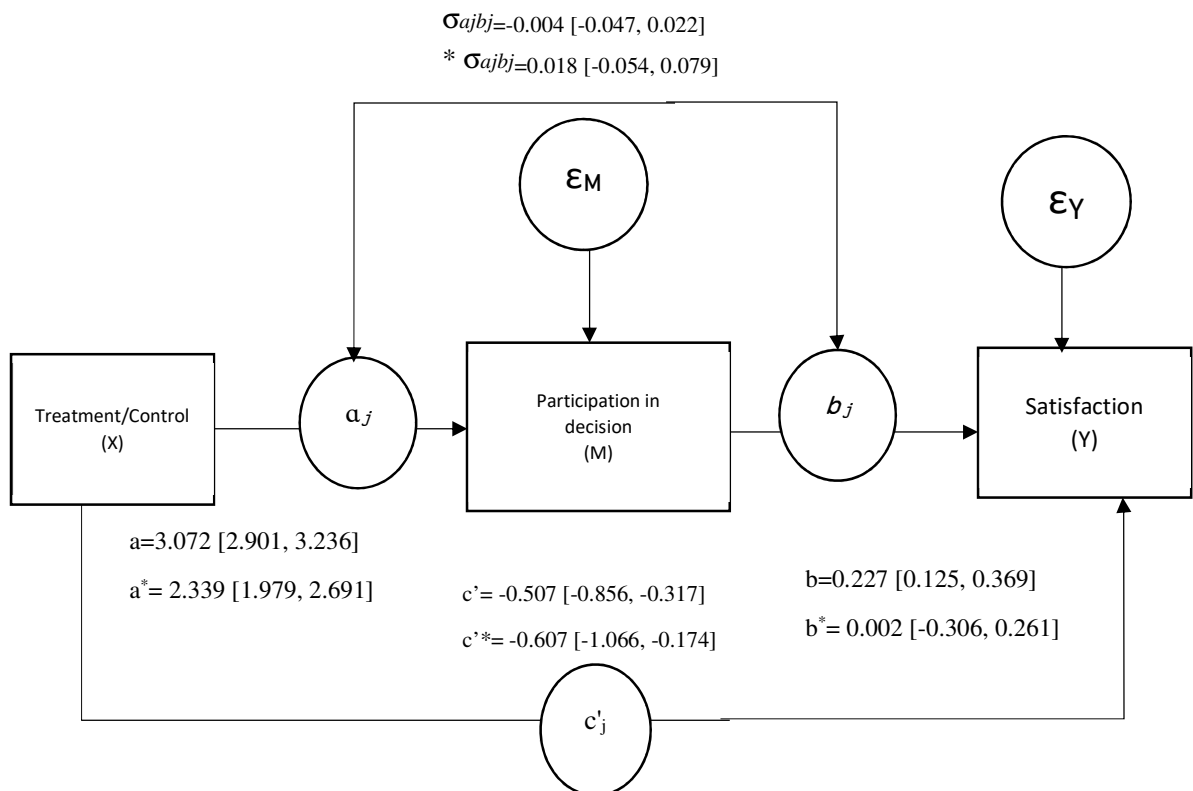 σajbj=-0.004 [-0.047, 0.022]
* σajbj=0.018 [-0.054, 0.079]
εM
εY
Treatment/Control
(X)
aj
Participation in
decision
(M)
bj
Satisfaction
(Y)
a=3.072 [2.901, 3.236]
a*= 2.339 [1.979, 2.691]
c’= -0.507 [-0.856, -0.317]
c’*= -0.607 [-1.066, -0.174]
b=0.227 [0.125, 0.369]
b*= 0.002 [-0.306, 0.261]
c'j